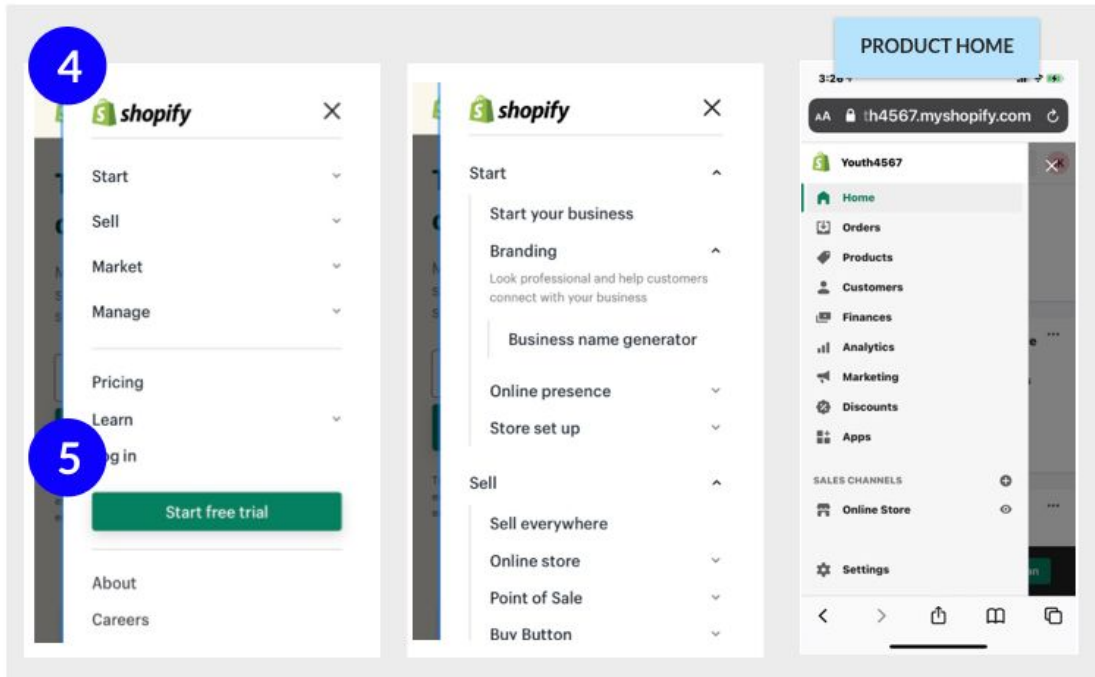 4
shopify
Start
Sell
Market
Manage
Pricing
Learn
5
og in
Start free trial
About
Careers
shopify
Start
Start your business
Branding
Look professional and help customers
connect with your business
Business name generator
Online presence
Store set up
Sell
Sell everywhere
Online store
Point of Sale
Buy Button
PRODUCT HOME
3:26
AA th4567.myshopify.com
Youth4567
Home
Orders
Products
Customers
Finances
Analytics
Marketing
Discounts
Apps
SALES CHANNELS
Online Store
Settings